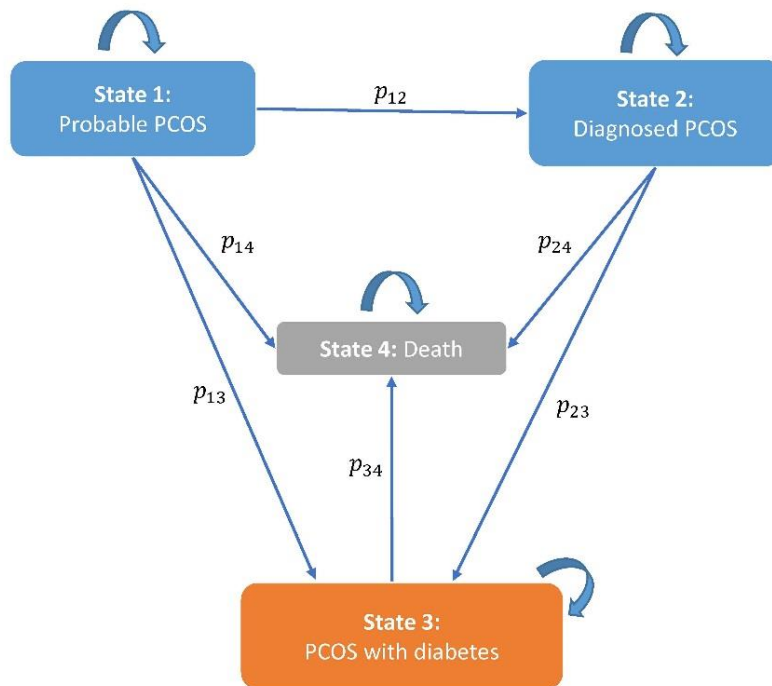 State 1:
Probable PCOS
p₁₂
State 2:
Diagnosed PCOS
p₁₄
p₂₄
State 4: Death
p₁₃
p₂₃
p₃₄
State 3:
PCOS with diabetes